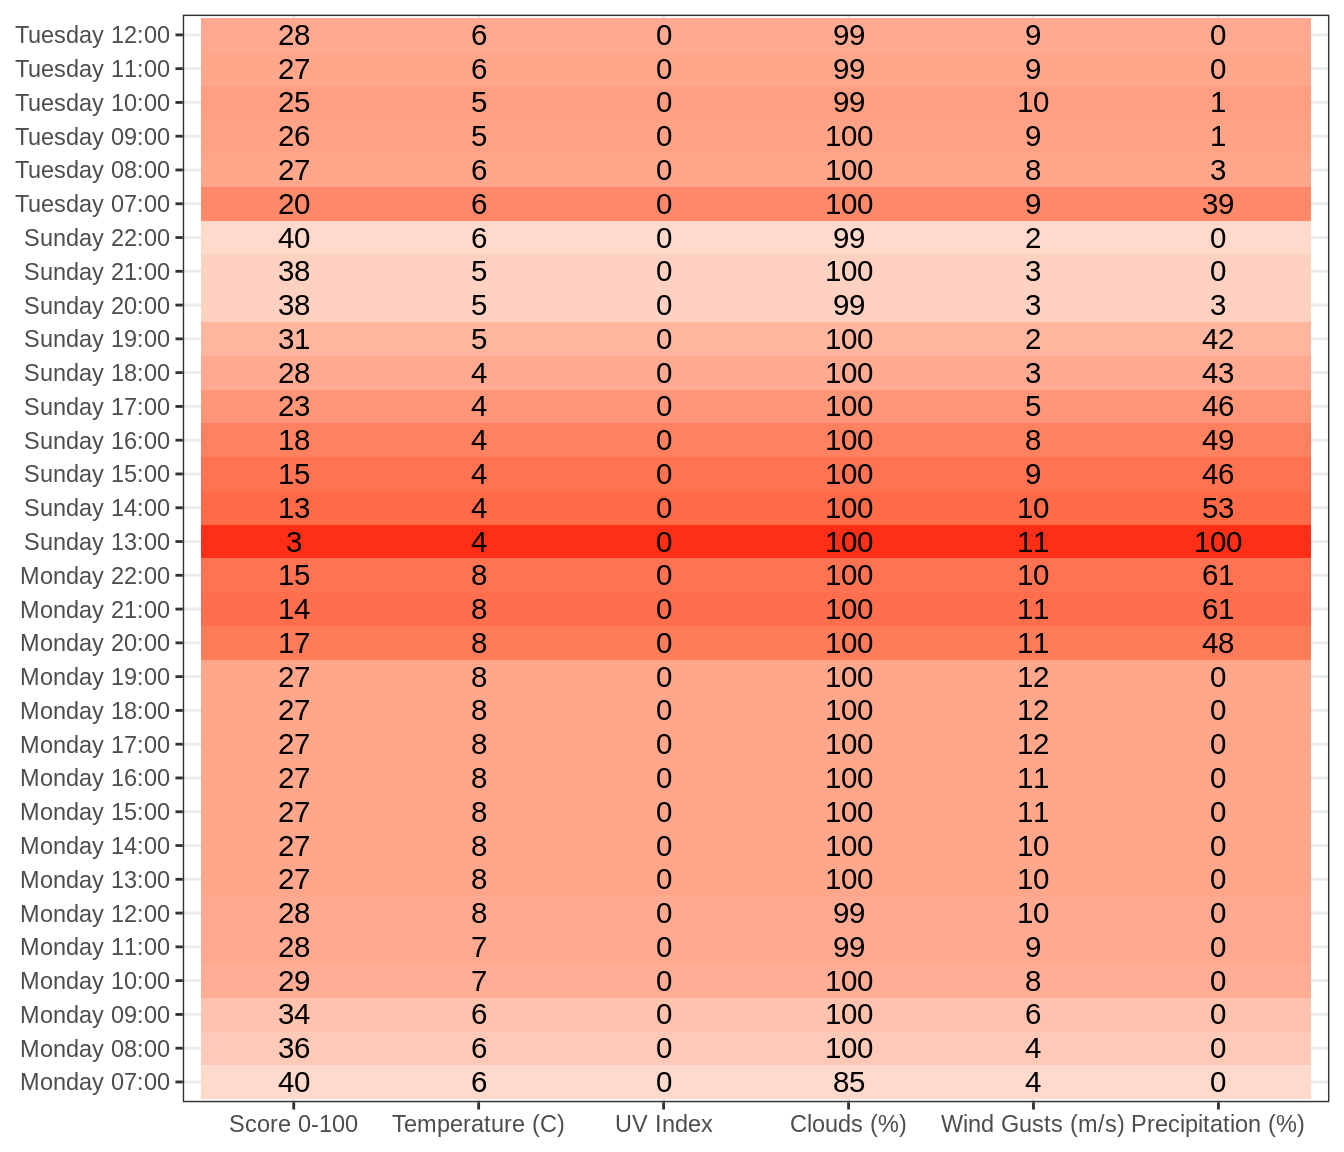 Tuesday 12:00 28 6 0 99 9 0
Tuesday 11:00 27 6 0 99 9 0
Tuesday 10:00 25 5 0 99 10 1
Tuesday 09:00 26 5 0 100 9 1
Tuesday 08:00 27 6 0 100 8 3
Tuesday 07:00 20 6 0 100 9 39
Sunday 22:00 40 6 0 99 2 0
Sunday 21:00 38 5 0 100 3 0
Sunday 20:00 38 5 0 99 3 3
Sunday 19:00 31 5 0 100 2 42
Sunday 18:00 28 4 0 100 3 43
Sunday 17:00 23 4 0 100 5 46
Sunday 16:00 18 4 0 100 8 49
Sunday 15:00 15 4 0 100 9 46
Sunday 14:00 13 4 0 100 10 53
Sunday 13:00 3 4 0 100 11 100
Monday 22:00 15 8 0 100 10 61
Monday 21:00 14 8 0 100 11 61
Monday 20:00 17 8 0 100 11 48
Monday 19:00 27 8 0 100 12 0
Monday 18:00 27 8 0 100 12 0
Monday 17:00 27 8 0 100 12 0
Monday 16:00 27 8 0 100 11 0
Monday 15:00 27 8 0 100 11 0
Monday 14:00 27 8 0 100 10 0
Monday 13:00 27 8 0 100 10 0
Monday 12:00 28 8 0 99 10 0
Monday 11:00 28 7 0 99 9 0
Monday 10:00 29 7 0 100 8 0
Monday 09:00 34 6 0 100 6 0
Monday 08:00 36 6 0 100 4 0
Monday 07:00 40 6 0 85 4 0
Score 0-100 Temperature (C) UV Index Clouds (%) Wind Gusts (m/s) Precipitation (%)